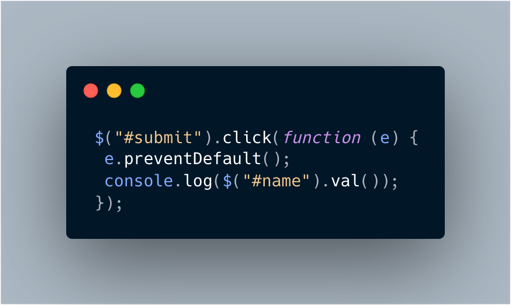 $("#submit").click(function (e) {
 e.preventDefault();
 console.log($("#name").val());
});